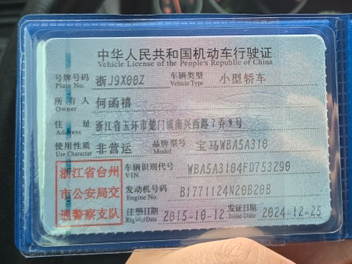 中华人民共和国机动车行驶证
Vehicle License of the People's Republic of China
号牌号码 浙J9X00Z 车辆类型 小型轿车
Plate No. Vehicle Type
所有人 何函禧
Owner
住址 浙江省玉环市楚门镇南兴西路7弄9号
Address
使用性质 非营运 品牌型号 宝马WBA5A310
Use Character Model
浙江省台州
市公安局交
通警察支队
车辆识别代号 WBA5A3104FD753290
VIN
发动机号码 B1771124N20B20B
Engine No.
注册日期 2015-10-12 发证日期 2024-12-25
Register Date Issue Date